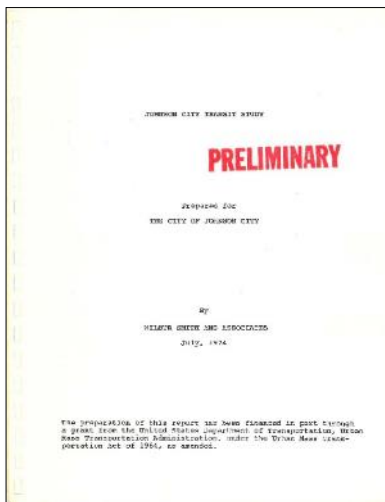 JOHNSON CITY TRANSIT STUDY
PRELIMINARY
Prepared for
THE CITY OF JOHNSON CITY
By
WILBUR SMITH AND ASSOCIATES
July, 1974
The preparation of this report has been financed in part through
a grant from the United States Department of Transportation, Urban
Mass Transportation Administration, under the Urban Mass Trans-
portation Act of 1964, as amended.